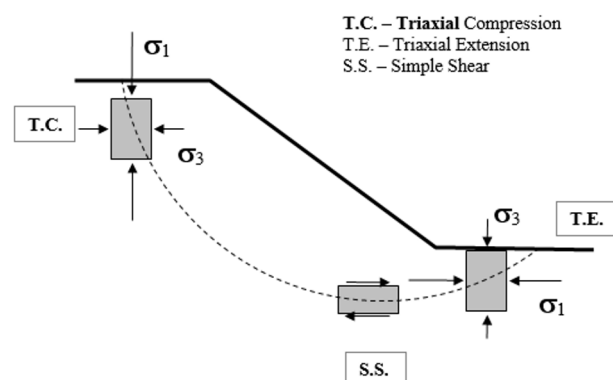 T.C. – Triaxial Compression
T.E. – Triaxial Extension
S.S. – Simple Shear
σ1
T.C.
σ3
σ3
T.E.
σ1
S.S.